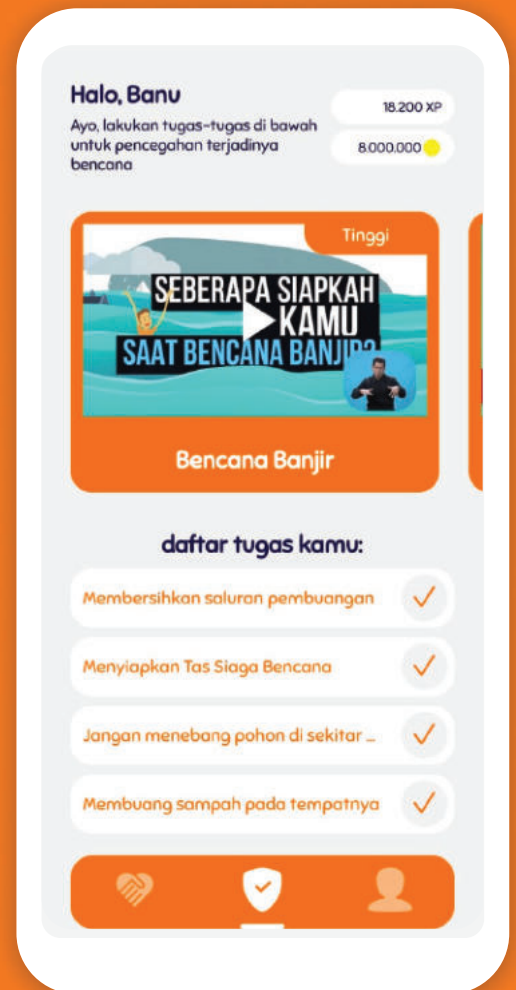 Halo, Banu
Ayo, lakukan tugas-tugas di bawah
untuk pencegahan terjadinya
bencana
18.200 XP
8.000.000
Tinggi
SEBERAPA SIAPKAH
KAMU
SAAT BENCANA BANJIR?
Bencana Banjir
daftar tugas kamu:
Membersihkan saluran pembuangan
Menyiapkan Tas Siaga Bencana
Jangan menebang pohon di sekitar ...
Membuang sampah pada tempatnya